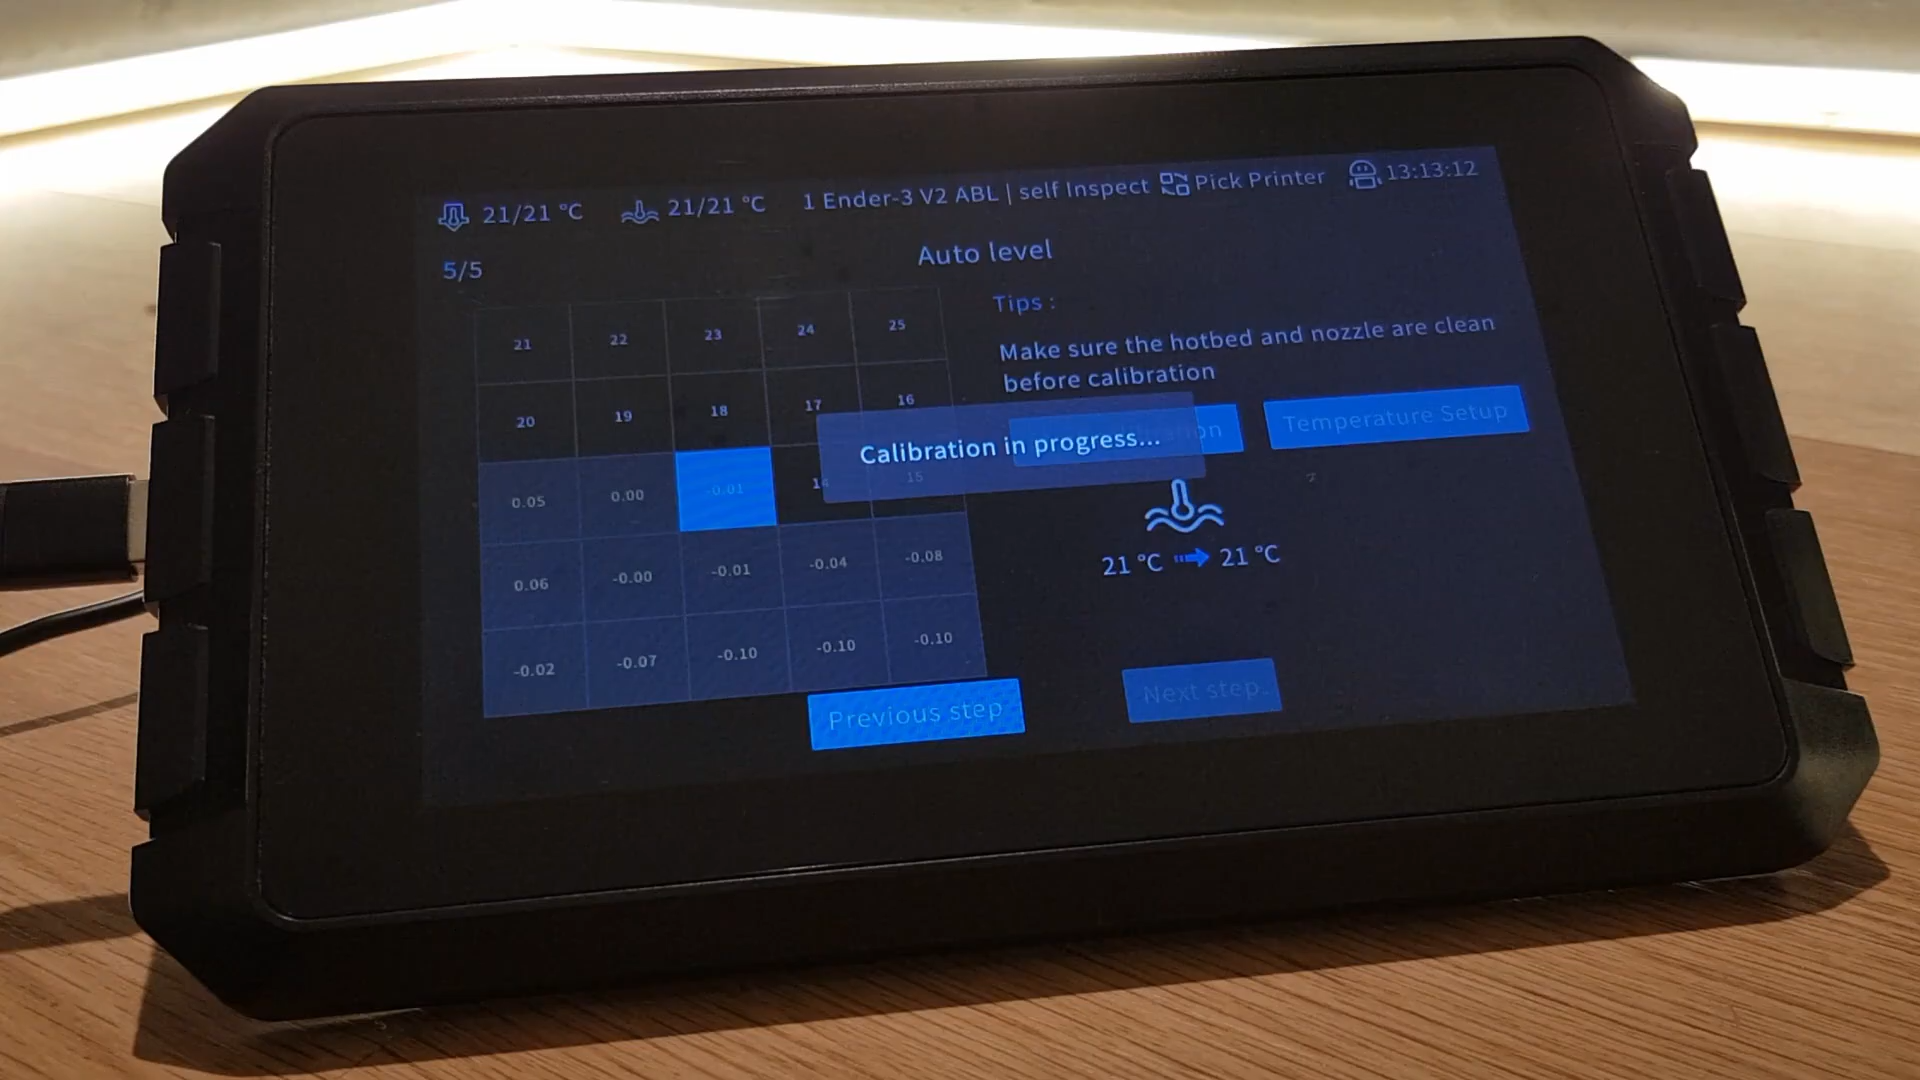 21/21 °C 21/21 °C 1 Ender-3 V2 ABL | self Inspect Pick Printer 13:13:12
5/5 Auto level
Tips :
Make sure the hotbed and nozzle are clean
before calibration
Temperature Setup
Calibration in progress...
21 22 23 24 25
20 19 18 17 16
0.05 0.00 -0.01 14 15
0.06 -0.00 -0.01 -0.04 -0.08
-0.02 -0.07 -0.10 -0.10 -0.10
21 °C 21 °C
Previous step Next step